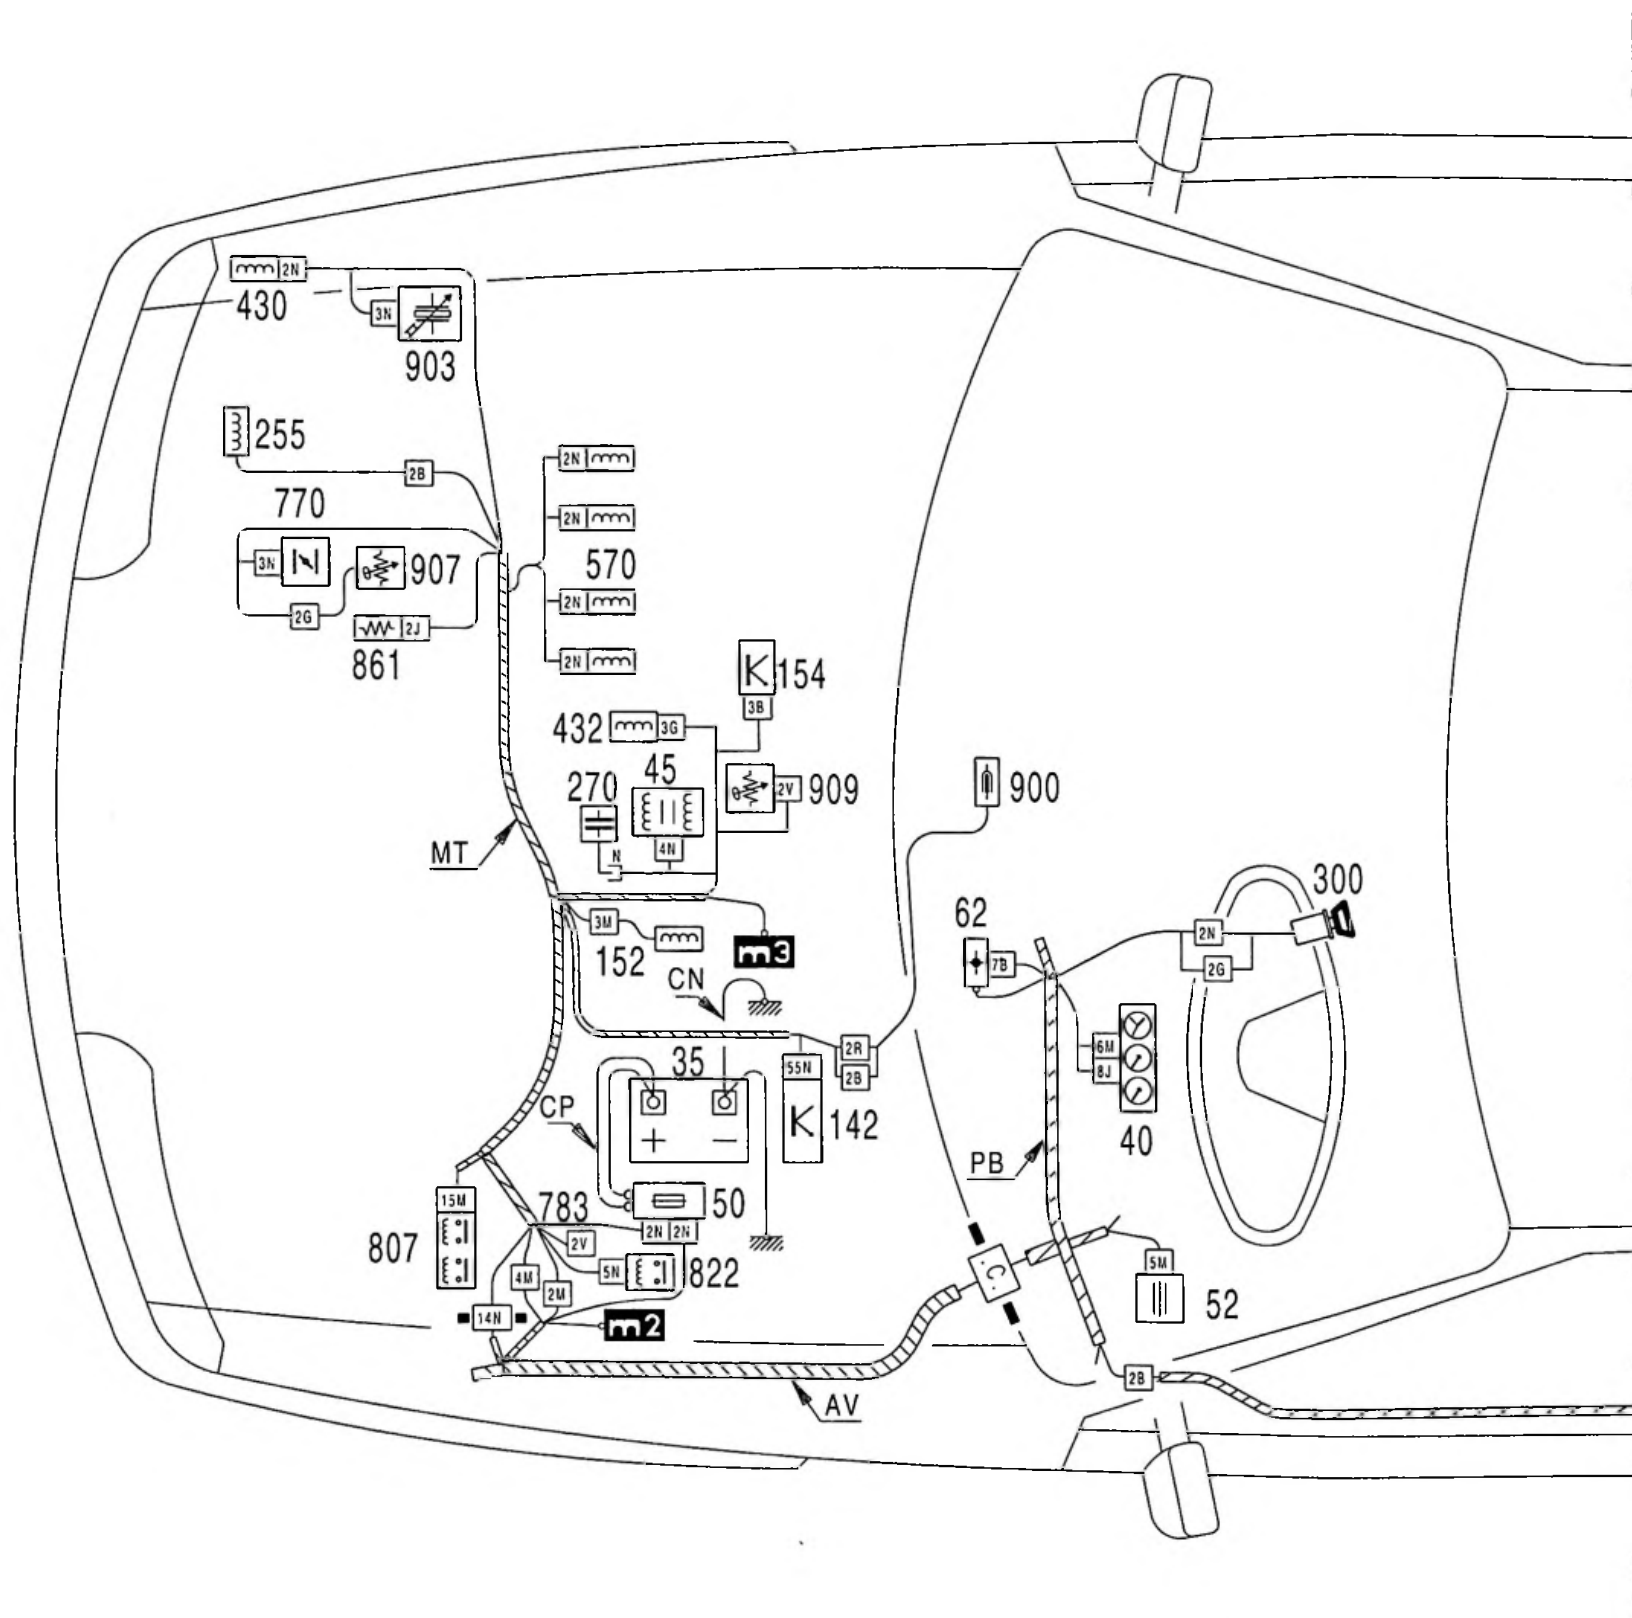 2N
430
3N
903
255
2B
770
3N
907
2G
2J
861
2N
2N
570
2N
2N
K 154
3B
432 3G
45
270
2V 909
4N
N
MT
900
300
62
2N
7B
2G
3M
152
m3
CN
6M
8J
40
2R
2B
55N
K 142
35
CP
+ −
PB
15M
807
783
50
2N 2N
2V
5N
822
4M
2M
14N
m2
.C.
5M
52
2B
AV